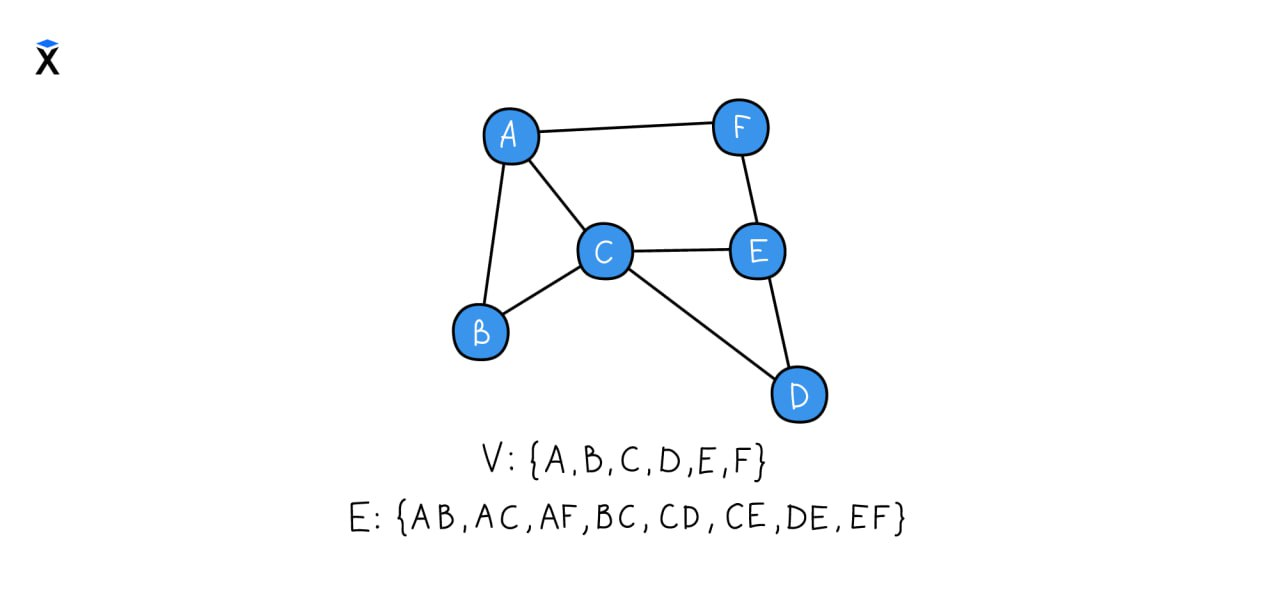 A
F
C
E
B
D
V: {A,B,C,D,E,F}
E: {AB,AC,AF,BC,CD,CE,DE,EF}